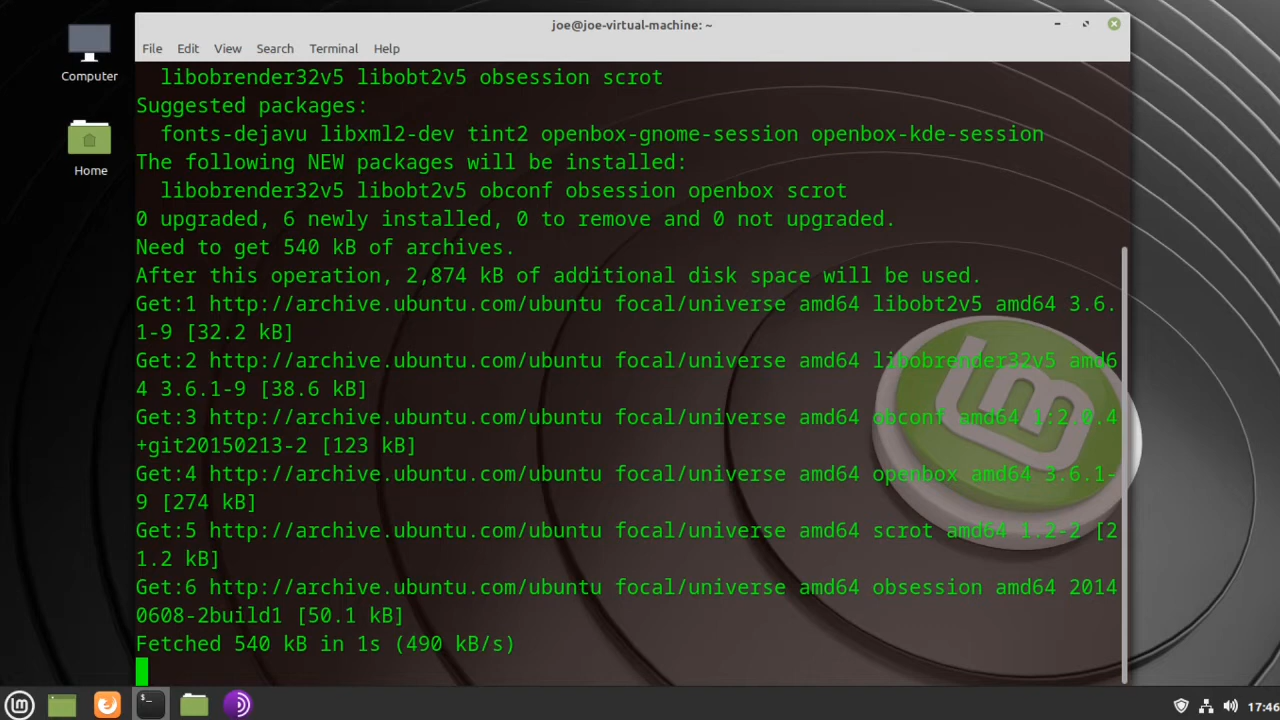 joe@joe-virtual-machine: ~
Computer
Home
File Edit View Search Terminal Help
libobrender32v5 libobt2v5 obsession scrot
Suggested packages:
fonts-dejavu libxml2-dev tint2 openbox-gnome-session openbox-kde-session
The following NEW packages will be installed:
libobrender32v5 libobt2v5 obconf obsession openbox scrot
0 upgraded, 6 newly installed, 0 to remove and 0 not upgraded.
Need to get 540 kB of archives.
After this operation, 2,874 kB of additional disk space will be used.
Get:1 http://archive.ubuntu.com/ubuntu focal/universe amd64 libobt2v5 amd64 3.6.
1-9 [32.2 kB]
Get:2 http://archive.ubuntu.com/ubuntu focal/universe amd64 libobrender32v5 amd6
4 3.6.1-9 [38.6 kB]
Get:3 http://archive.ubuntu.com/ubuntu focal/universe amd64 obconf amd64 1:2.0.4
+git20150213-2 [123 kB]
Get:4 http://archive.ubuntu.com/ubuntu focal/universe amd64 openbox amd64 3.6.1-
9 [274 kB]
Get:5 http://archive.ubuntu.com/ubuntu focal/universe amd64 scrot amd64 1.2-2 [2
1.2 kB]
Get:6 http://archive.ubuntu.com/ubuntu focal/universe amd64 obsession amd64 2014
0608-2build1 [50.1 kB]
Fetched 540 kB in 1s (490 kB/s)
17:46